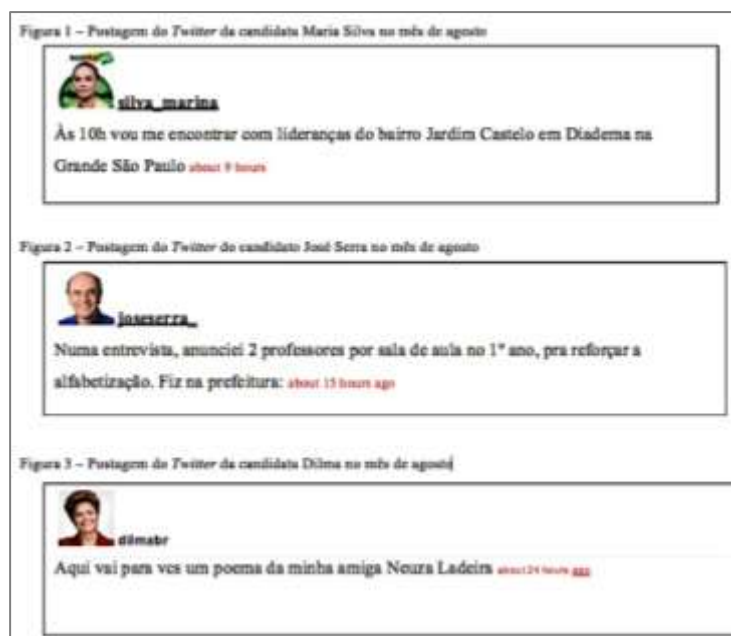 Figura 1 – Postagem do Twitter da candidata Maria Silva no mês de agosto
silva_marina
Às 10h vou me encontrar com lideranças do bairro Jardim Castelo em Diadema na
Grande São Paulo about 9 hours
Figura 2 – Postagem do Twitter do candidato José Serra no mês de agosto
joseserra_
Numa entrevista, anunciei 2 professores por sala de aula no 1º ano, pra reforçar a
alfabetização. Fiz na prefeitura: about 15 hours ago
Figura 3 – Postagem do Twitter da candidata Dilma no mês de agosto
dilmabr
Aqui vai para vcs um poema da minha amiga Neuza Ladeira about 24 hours ago